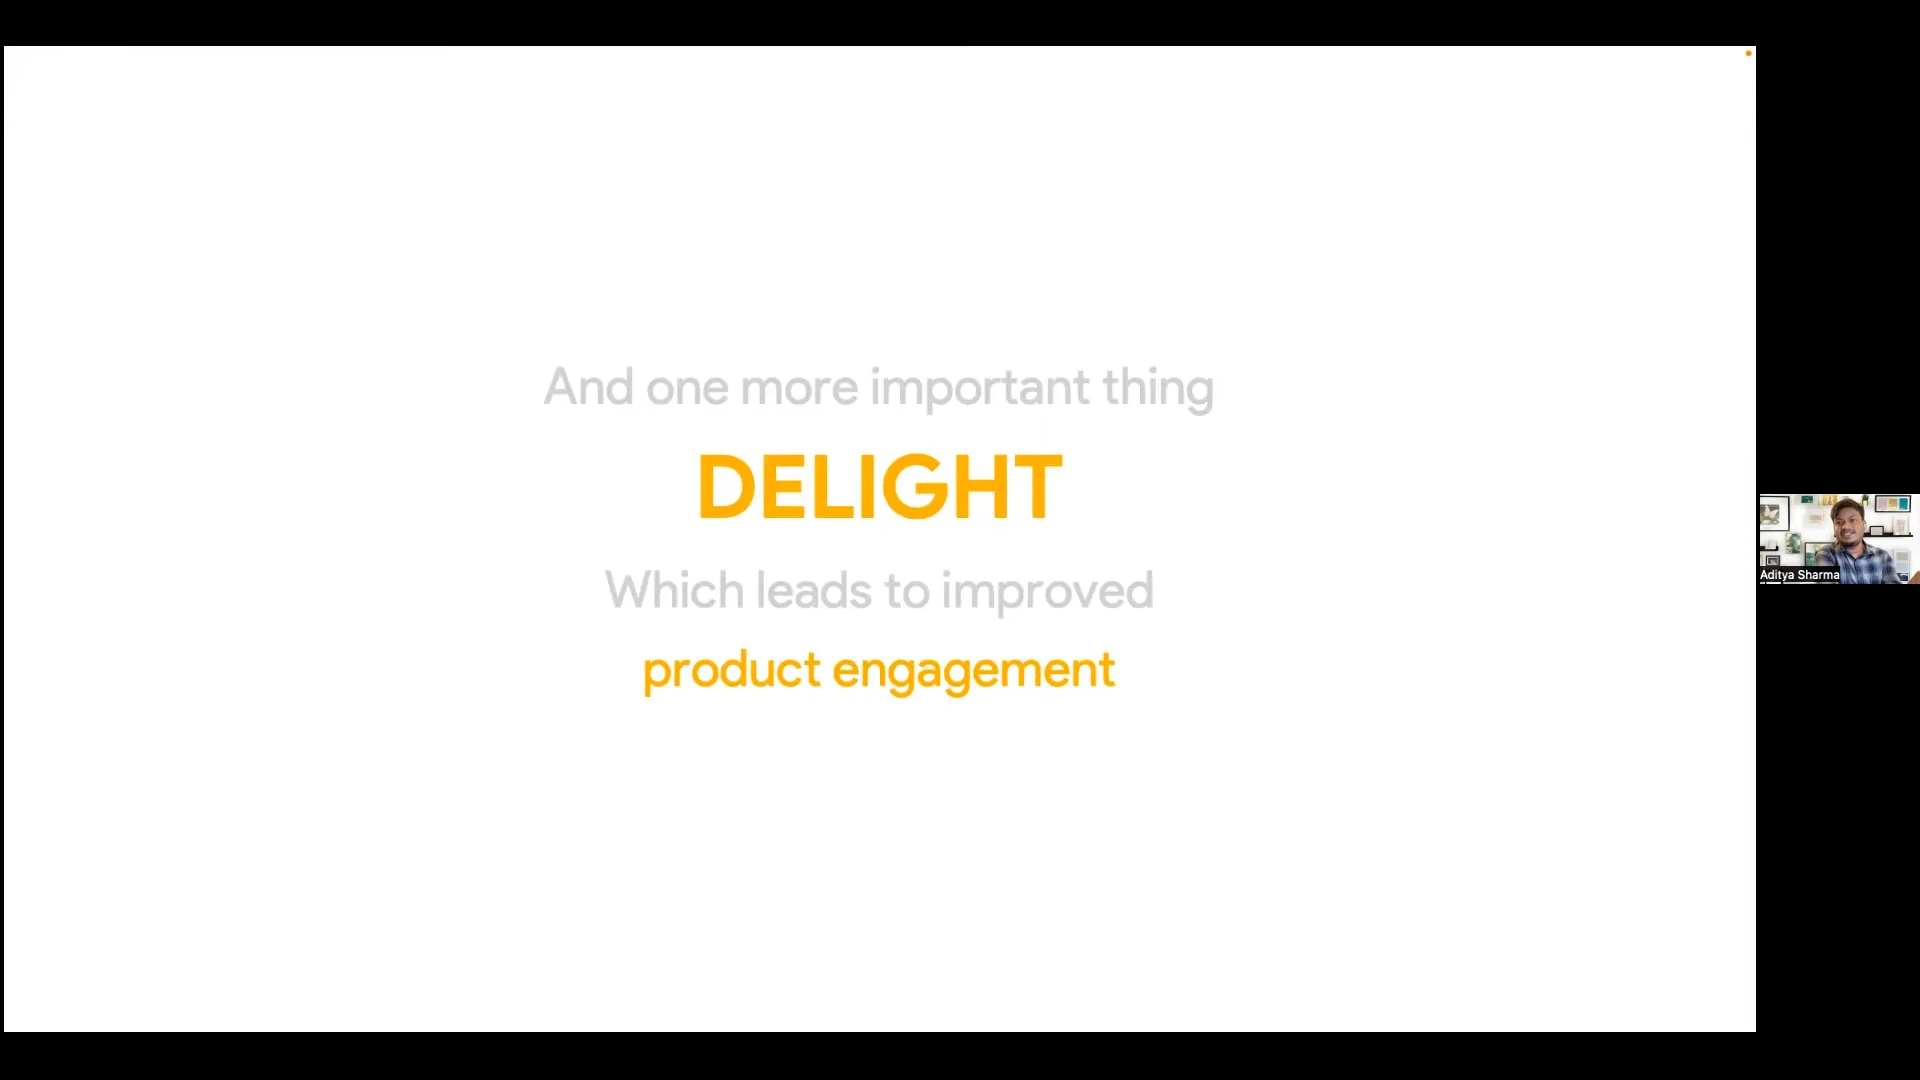 And one more important thing
DELIGHT
Which leads to improved
product engagement
Aditya Sharma